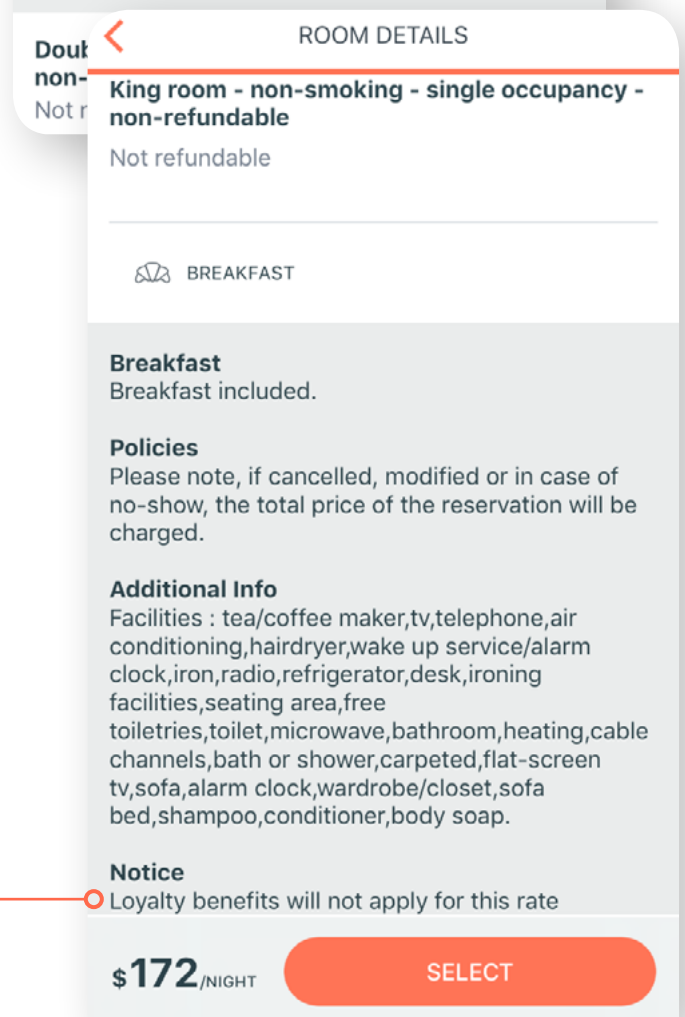 Doub
non-
Not r
ROOM DETAILS
King room - non-smoking - single occupancy -
non-refundable
Not refundable
BREAKFAST
Breakfast
Breakfast included.
Policies
Please note, if cancelled, modified or in case of
no-show, the total price of the reservation will be
charged.
Additional Info
Facilities : tea/coffee maker,tv,telephone,air
conditioning,hairdryer,wake up service/alarm
clock,iron,radio,refrigerator,desk,ironing
facilities,seating area,free
toiletries,toilet,microwave,bathroom,heating,cable
channels,bath or shower,carpeted,flat-screen
tv,sofa,alarm clock,wardrobe/closet,sofa
bed,shampoo,conditioner,body soap.
Notice
Loyalty benefits will not apply for this rate
$172/NIGHT
SELECT